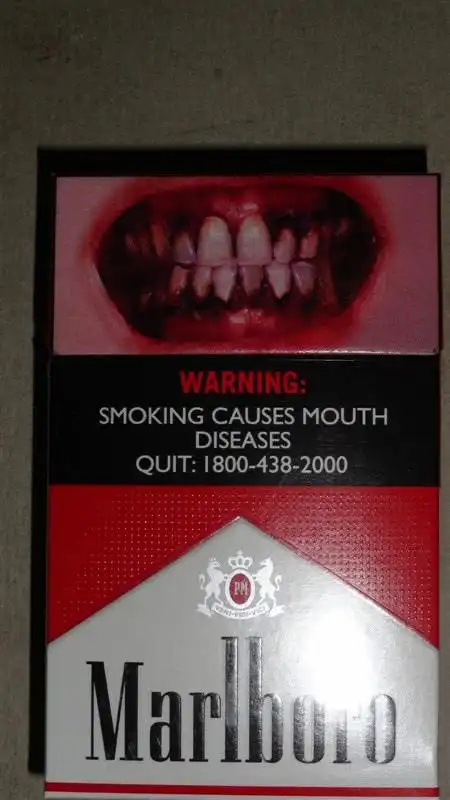 WARNING:
SMOKING CAUSES MOUTH
DISEASES
QUIT: 1800-438-2000
PM
Marlboro